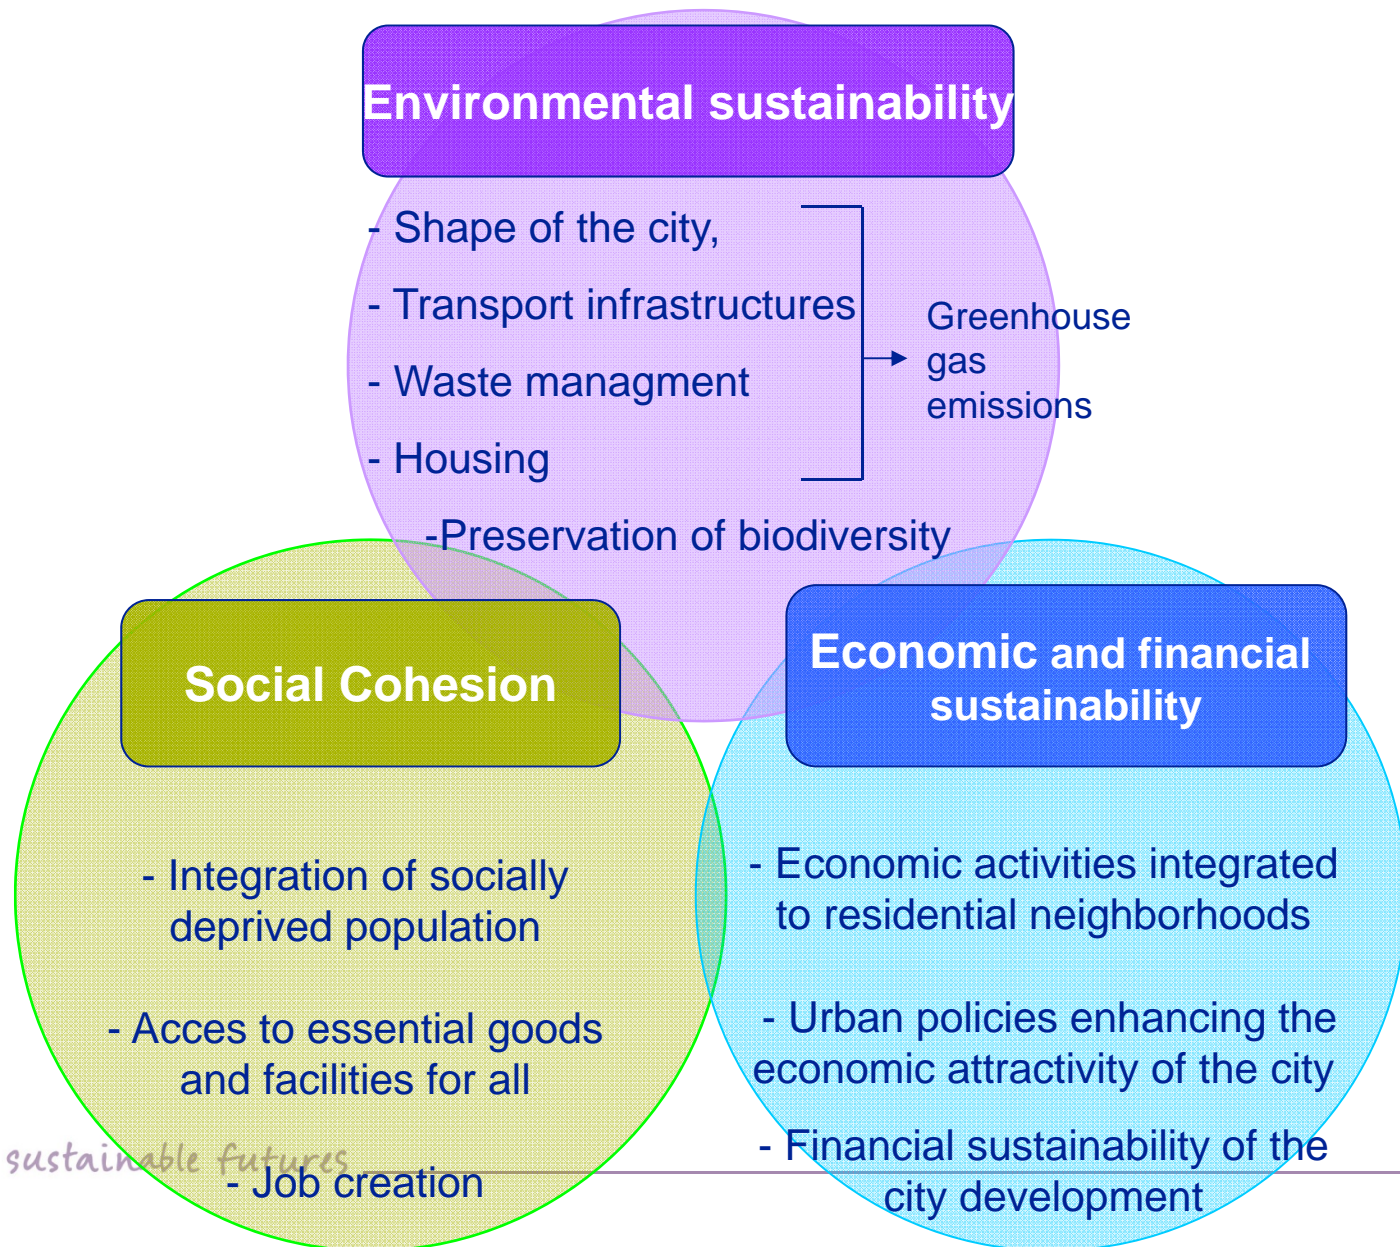 Environmental sustainability
- Shape of the city,
- Transport infrastructures
- Waste managment
- Housing
Greenhouse
gas
emissions
-Preservation of biodiversity
Social Cohesion
- Integration of socially
deprived population
- Acces to essential goods
and facilities for all
- Job creation
Economic and financial
sustainability
- Economic activities integrated
to residential neighborhoods
- Urban policies enhancing the
economic attractivity of the city
- Financial sustainability of the
city development
sustainable futures